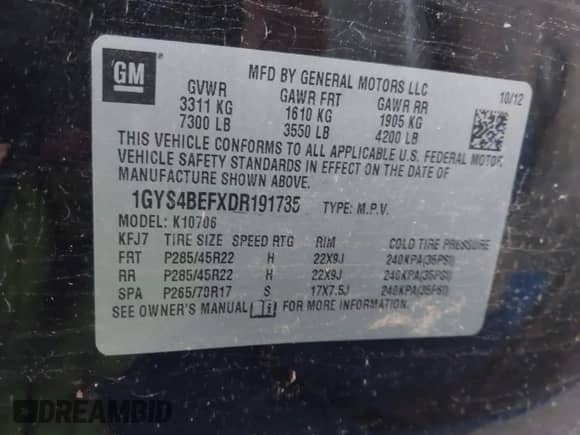 GM
MFD BY GENERAL MOTORS LLC
10/12
GVWR GAWR FRT GAWR RR
3311 KG 1610 KG 1905 KG
7300 LB 3550 LB 4200 LB
THIS VEHICLE CONFORMS TO ALL APPLICABLE U.S. FEDERAL MOTOR
VEHICLE SAFETY STANDARDS IN EFFECT ON THE DATE OF
MANUFACTURE SHOWN ABOVE.
1GYS4BEFXDR191735 TYPE: M.P.V.
MODEL: K10706
KFJ7 TIRE SIZE SPEED RTG RIM COLD TIRE PRESSURE
FRT P285/45R22 H 22X9J 240KPA(35PSI)
RR P285/45R22 H 22X9J 240KPA(35PSI)
SPA P265/70R17 S 17X7.5J 240KPA(35PSI)
SEE OWNER'S MANUAL FOR MORE INFORMATION.
DREAMBID